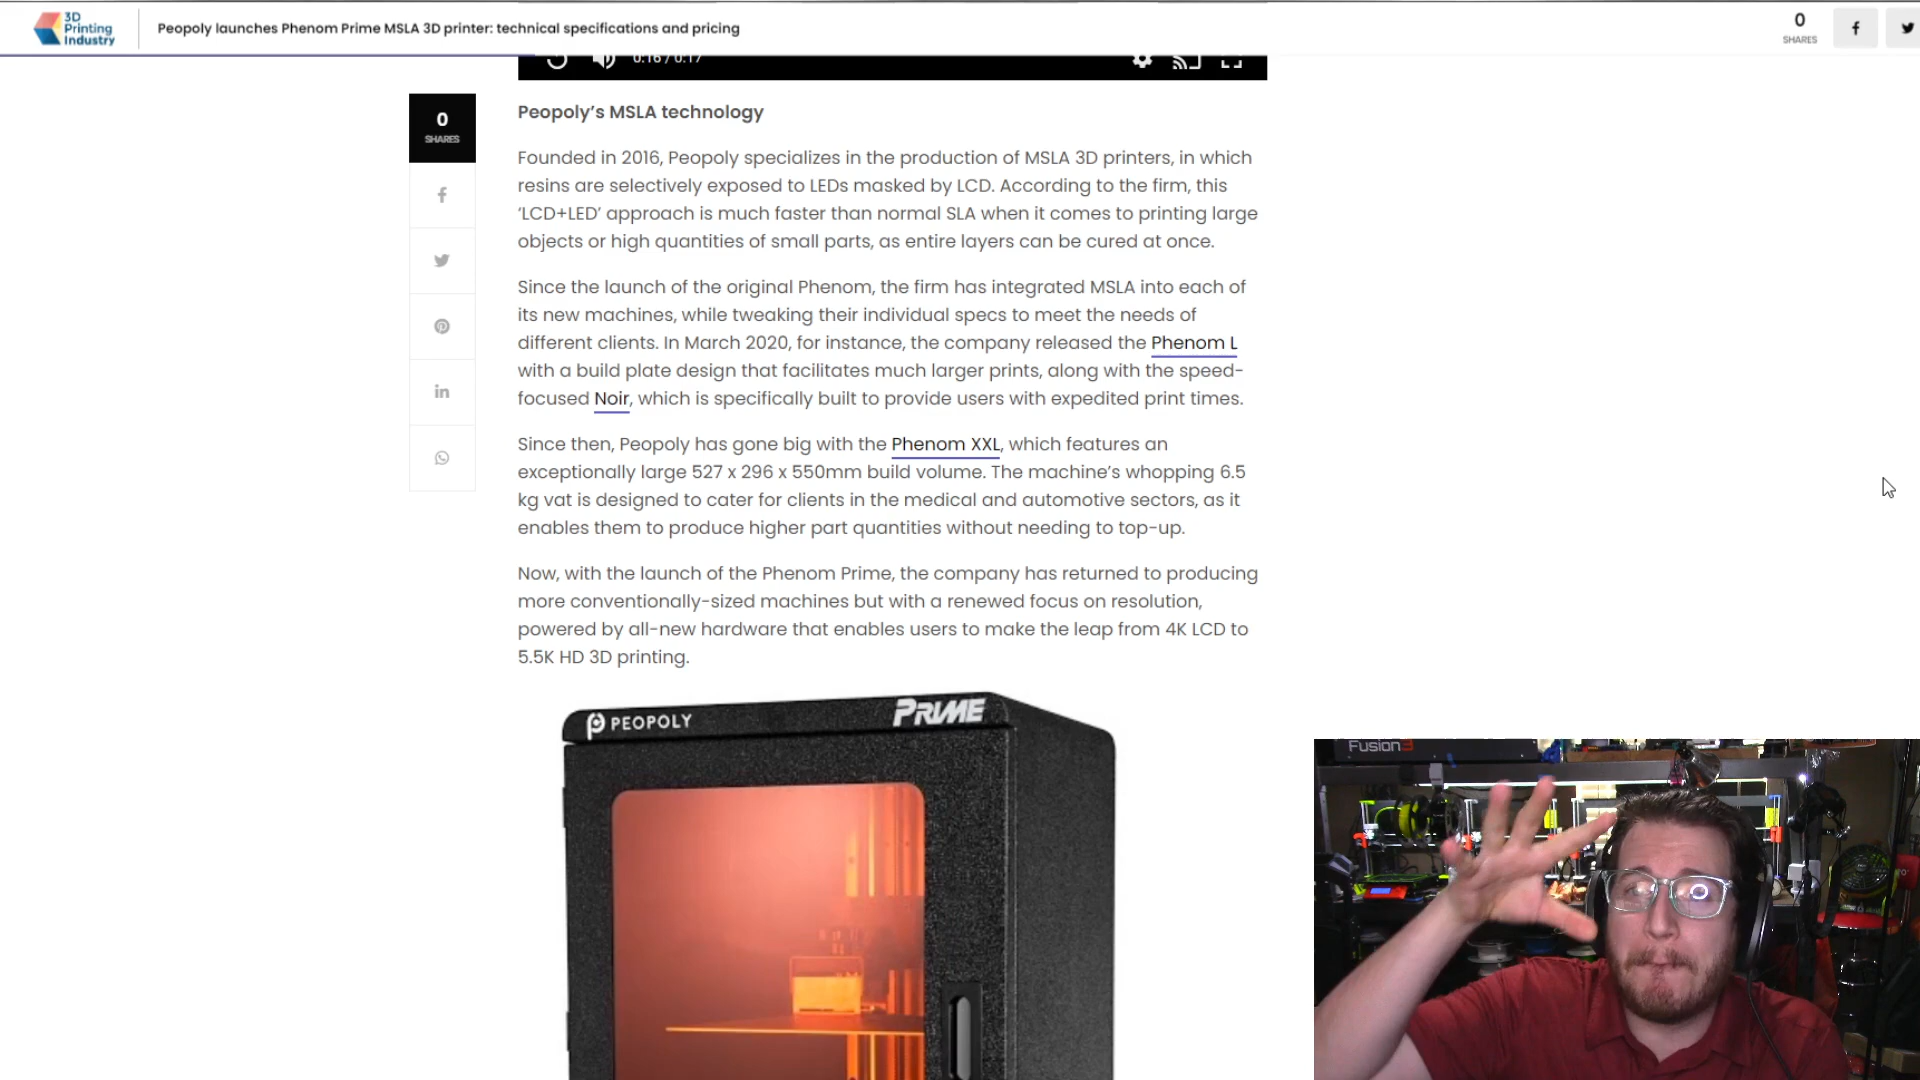 3D
Printing
Industry
Peopoly launches Phenom Prime MSLA 3D printer: technical specifications and pricing
0
SHARES
0:16 / 0:17
0
SHARES
Peopoly's MSLA technology
Founded in 2016, Peopoly specializes in the production of MSLA 3D printers, in which
resins are selectively exposed to LEDs masked by LCD. According to the firm, this
‘LCD+LED’ approach is much faster than normal SLA when it comes to printing large
objects or high quantities of small parts, as entire layers can be cured at once.
Since the launch of the original Phenom, the firm has integrated MSLA into each of
its new machines, while tweaking their individual specs to meet the needs of
different clients. In March 2020, for instance, the company released the Phenom L
with a build plate design that facilitates much larger prints, along with the speed-
focused Noir, which is specifically built to provide users with expedited print times.
Since then, Peopoly has gone big with the Phenom XXL, which features an
exceptionally large 527 x 296 x 550mm build volume. The machine's whopping 6.5
kg vat is designed to cater for clients in the medical and automotive sectors, as it
enables them to produce higher part quantities without needing to top-up.
Now, with the launch of the Phenom Prime, the company has returned to producing
more conventionally-sized machines but with a renewed focus on resolution,
powered by all-new hardware that enables users to make the leap from 4K LCD to
5.5K HD 3D printing.
PEOPOLY
PRIME
Fusion3